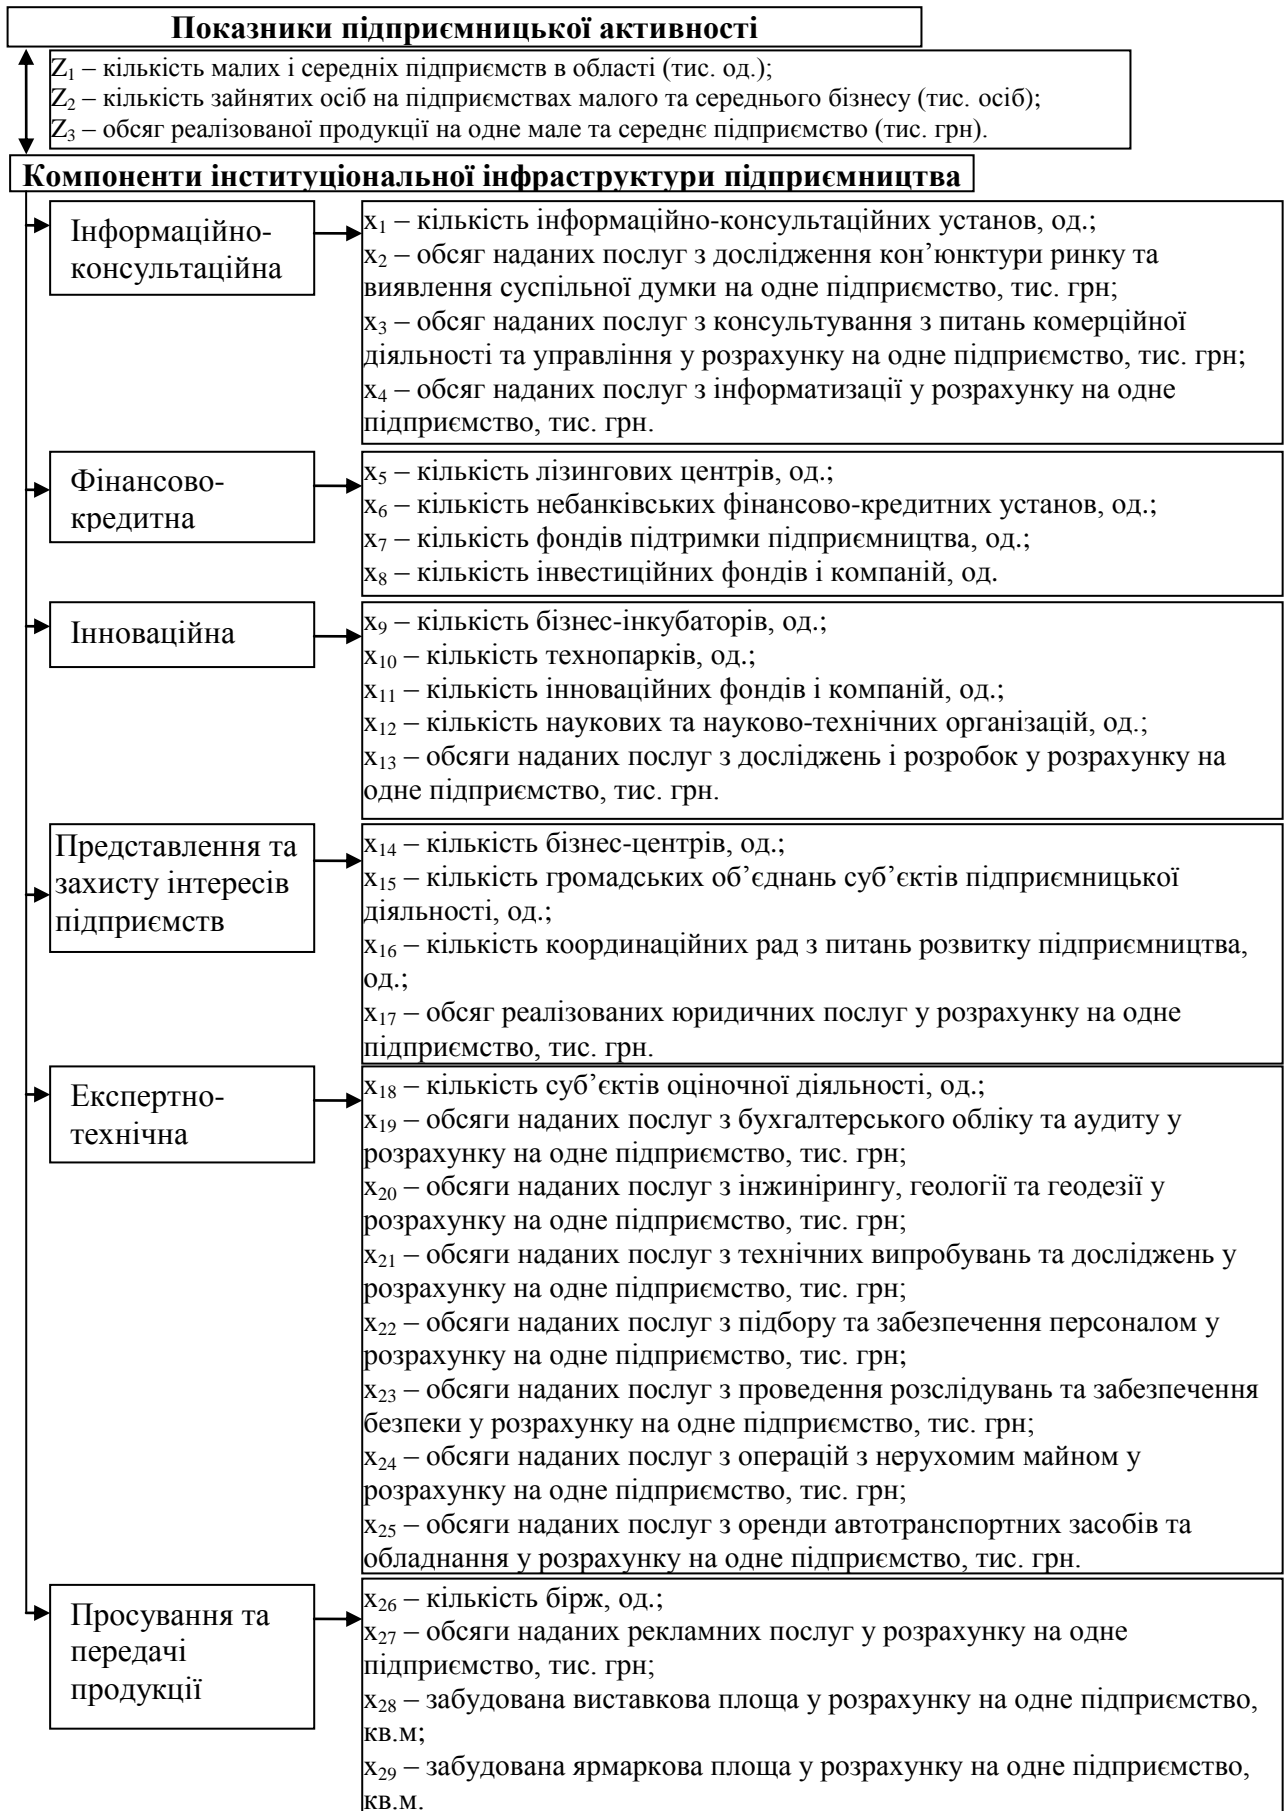 Показники підприємницької активності
Z₁ – кількість малих і середніх підприємств в області (тис. од.);
Z₂ – кількість зайнятих осіб на підприємствах малого та середнього бізнесу (тис. осіб);
Z₃ – обсяг реалізованої продукції на одне мале та середнє підприємство (тис. грн).
Компоненти інституціональної інфраструктури підприємництва
Інформаційно-
консультаційна
x₁ – кількість інформаційно-консультаційних установ, од.;
x₂ – обсяг наданих послуг з дослідження кон’юнктури ринку та
виявлення суспільної думки на одне підприємство, тис. грн;
x₃ – обсяг наданих послуг з консультування з питань комерційної
діяльності та управління у розрахунку на одне підприємство, тис. грн;
x₄ – обсяг наданих послуг з інформатизації у розрахунку на одне
підприємство, тис. грн.
Фінансово-
кредитна
x₅ – кількість лізингових центрів, од.;
x₆ – кількість небанківських фінансово-кредитних установ, од.;
x₇ – кількість фондів підтримки підприємництва, од.;
x₈ – кількість інвестиційних фондів і компаній, од.
Інноваційна
x₉ – кількість бізнес-інкубаторів, од.;
x₁₀ – кількість технопарків, од.;
x₁₁ – кількість інноваційних фондів і компаній, од.;
x₁₂ – кількість наукових та науково-технічних організацій, од.;
x₁₃ – обсяги наданих послуг з досліджень і розробок у розрахунку на
одне підприємство, тис. грн.
Представлення та
захисту інтересів
підприємств
x₁₄ – кількість бізнес-центрів, од.;
x₁₅ – кількість громадських об’єднань суб’єктів підприємницької
діяльності, од.;
x₁₆ – кількість координаційних рад з питань розвитку підприємництва,
од.;
x₁₇ – обсяг реалізованих юридичних послуг у розрахунку на одне
підприємство, тис. грн.
Експертно-
технічна
x₁₈ – кількість суб’єктів оціночної діяльності, од.;
x₁₉ – обсяги наданих послуг з бухгалтерського обліку та аудиту у
розрахунку на одне підприємство, тис. грн;
x₂₀ – обсяги наданих послуг з інжинірингу, геології та геодезії у
розрахунку на одне підприємство, тис. грн;
x₂₁ – обсяги наданих послуг з технічних випробувань та досліджень у
розрахунку на одне підприємство, тис. грн;
x₂₂ – обсяги наданих послуг з підбору та забезпечення персоналом у
розрахунку на одне підприємство, тис. грн;
x₂₃ – обсяги наданих послуг з проведення розслідувань та забезпечення
безпеки у розрахунку на одне підприємство, тис. грн;
x₂₄ – обсяги наданих послуг з операцій з нерухомим майном у
розрахунку на одне підприємство, тис. грн;
x₂₅ – обсяги наданих послуг з оренди автотранспортних засобів та
обладнання у розрахунку на одне підприємство, тис. грн.
Просування та
передачі
продукції
x₂₆ – кількість бірж, од.;
x₂₇ – обсяги наданих рекламних послуг у розрахунку на одне
підприємство, тис. грн;
x₂₈ – забудована виставкова площа у розрахунку на одне підприємство,
кв.м;
x₂₉ – забудована ярмаркова площа у розрахунку на одне підприємство,
кв.м.